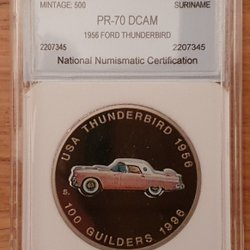 MINTAGE: 500 SURINAME
PR-70 DCAM
1956 FORD THUNDERBIRD
2207345 2207345
National Numismatic Certification
USA THUNDERBIRD 1956
S.
100 GUILDERS 1996